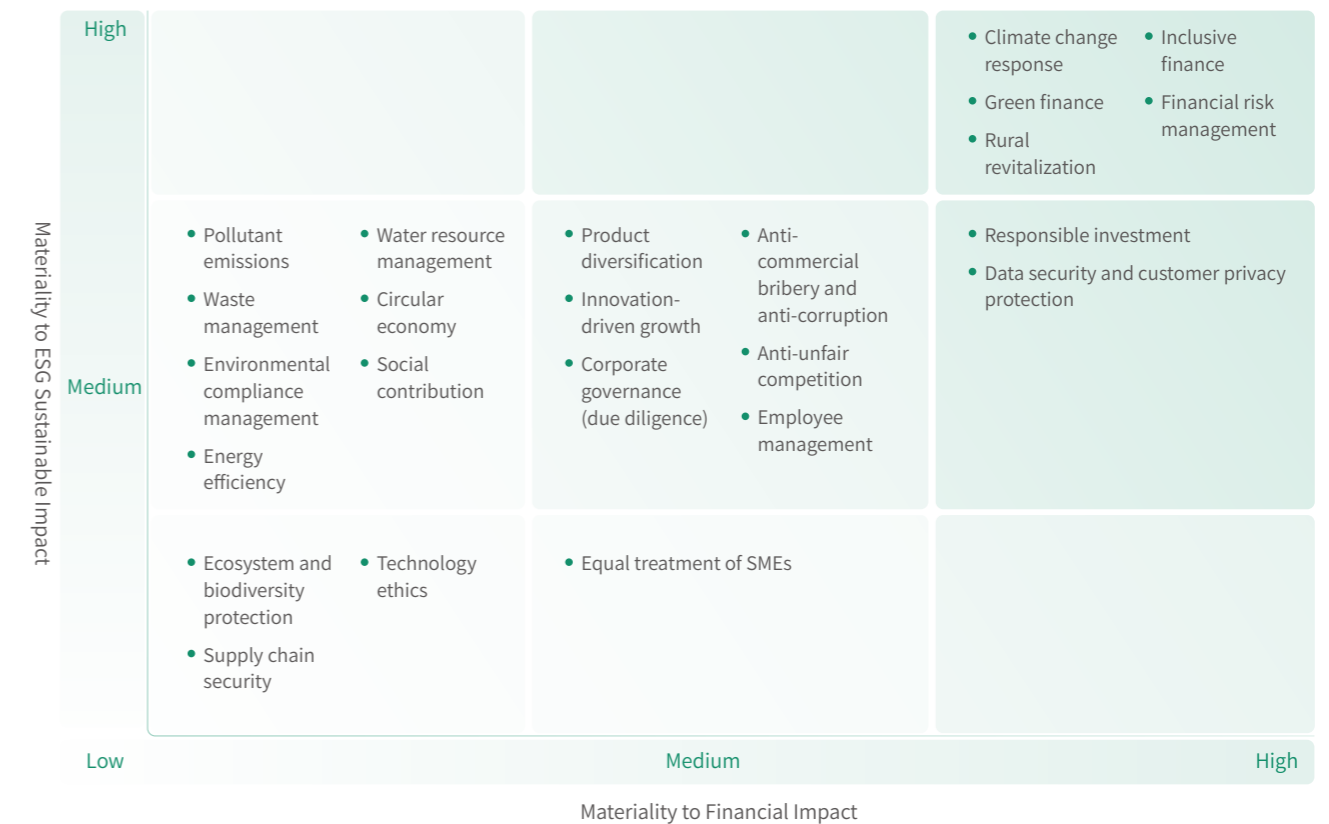 High
Climate change
response
Green finance
Rural
revitalization
Inclusive
finance
Financial risk
management
Materiality to ESG Sustainable Impact
Medium
Pollutant
emissions
Waste
management
Environmental
compliance
management
Energy
efficiency
Water resource
management
Circular
economy
Social
contribution
Product
diversification
Innovation-
driven growth
Corporate
governance
(due diligence)
Anti-
commercial
bribery and
anti-corruption
Anti-unfair
competition
Employee
management
Responsible investment
Data security and customer privacy
protection
Ecosystem and
biodiversity
protection
Supply chain
security
Technology
ethics
Equal treatment of SMEs
Low
Medium
High
Materiality to Financial Impact